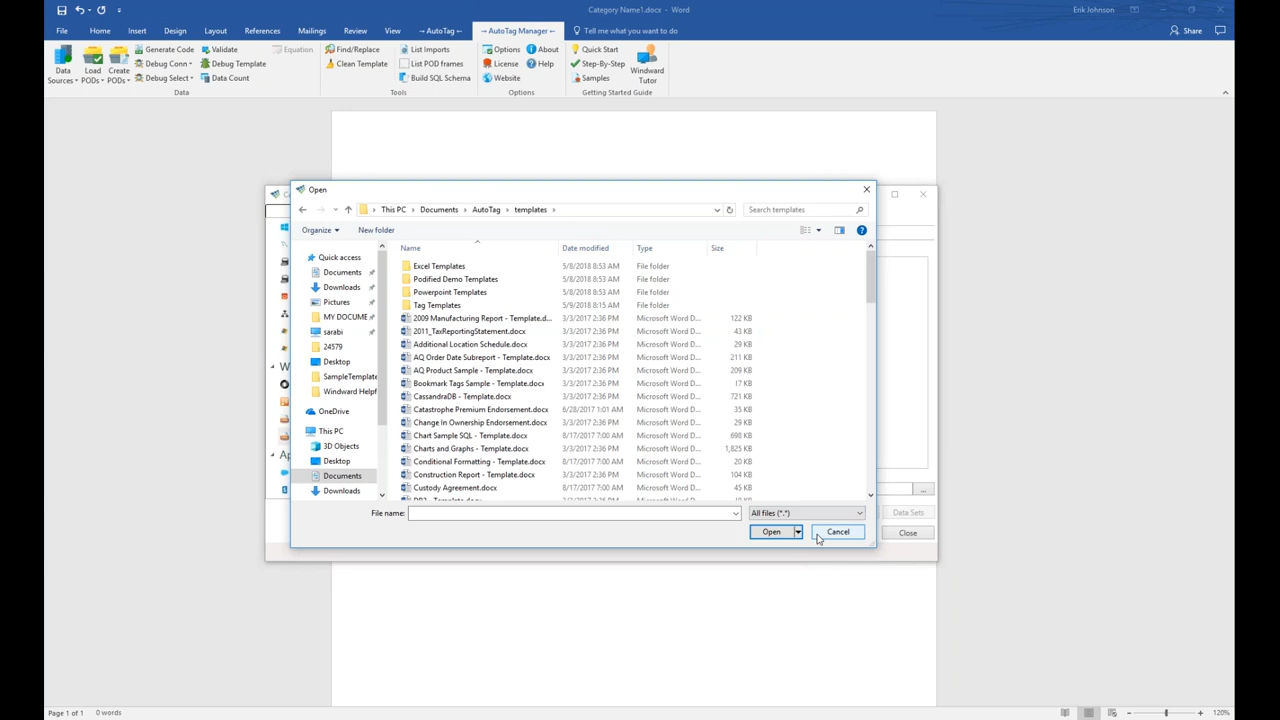 Category Name1.docx - Word
Erik Johnson
File Home Insert Design Layout References Mailings Review View → AutoTag ← → AutoTag Manager ← Tell me what you want to do Share
Data Sources▾
Load PODs▾
Create PODs▾
Generate Code
Debug Conn ▾
Debug Select ▾
Validate
Debug Template
Data Count
Equation
Data
Find/Replace
Clean Template
List Imports
List POD frames
Build SQL Schema
Tools
Options
License
Website
About
Help
Options
Quick Start
Step-By-Step
Samples
Windward Tutor
Getting Started Guide
Open
This PC › Documents › AutoTag › templates ›
Search templates
Organize ▾ New folder
Quick access
Documents
Downloads
Pictures
MY DOCUME
sarabi
24579
Desktop
SampleTemplate
Windward Helpf
OneDrive
This PC
3D Objects
Desktop
Documents
Downloads
Name Date modified Type Size
Excel Templates 5/8/2018 8:53 AM File folder
Podified Demo Templates 5/8/2018 8:53 AM File folder
Powerpoint Templates 5/8/2018 8:53 AM File folder
Tag Templates 5/9/2018 8:15 AM File folder
2009 Manufacturing Report - Template.d... 3/3/2017 2:36 PM Microsoft Word D... 122 KB
2011_TaxReportingStatement.docx 3/3/2017 2:36 PM Microsoft Word D... 43 KB
Additional Location Schedule.docx 3/3/2017 2:36 PM Microsoft Word D... 29 KB
AQ Order Date Subreport - Template.docx 3/3/2017 2:36 PM Microsoft Word D... 211 KB
AQ Product Sample - Template.docx 3/3/2017 2:36 PM Microsoft Word D... 209 KB
Bookmark Tags Sample - Template.docx 3/3/2017 2:36 PM Microsoft Word D... 17 KB
CassandraDB - Template.docx 3/3/2017 2:36 PM Microsoft Word D... 721 KB
Catastrophe Premium Endorsement.docx 6/28/2017 1:01 AM Microsoft Word D... 35 KB
Change In Ownership Endorsement.docx 3/3/2017 2:36 PM Microsoft Word D... 29 KB
Chart Sample SQL - Template.docx 8/17/2017 7:00 AM Microsoft Word D... 698 KB
Charts and Graphs - Template.docx 3/3/2017 2:36 PM Microsoft Word D... 1,825 KB
Conditional Formatting - Template.docx 8/17/2017 7:00 AM Microsoft Word D... 20 KB
Construction Report - Template.docx 3/3/2017 2:36 PM Microsoft Word D... 104 KB
Custody Agreement.docx 3/3/2017 2:36 PM Microsoft Word D... 45 KB
File name:
All files (*.*)
Open
Cancel
...
Data Sets
Close
Page 1 of 1 0 words
120%